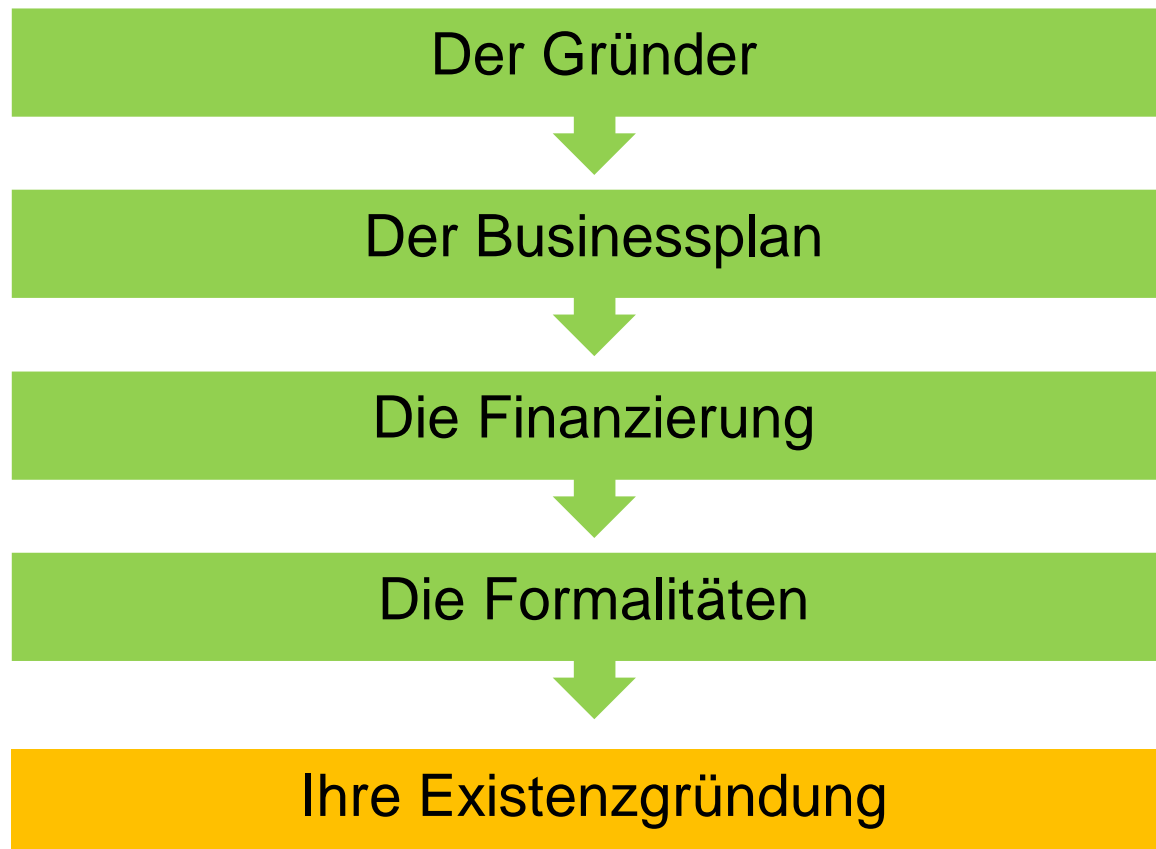 Der Gründer
Der Businessplan
Die Finanzierung
Die Formalitäten
Ihre Existenzgründung